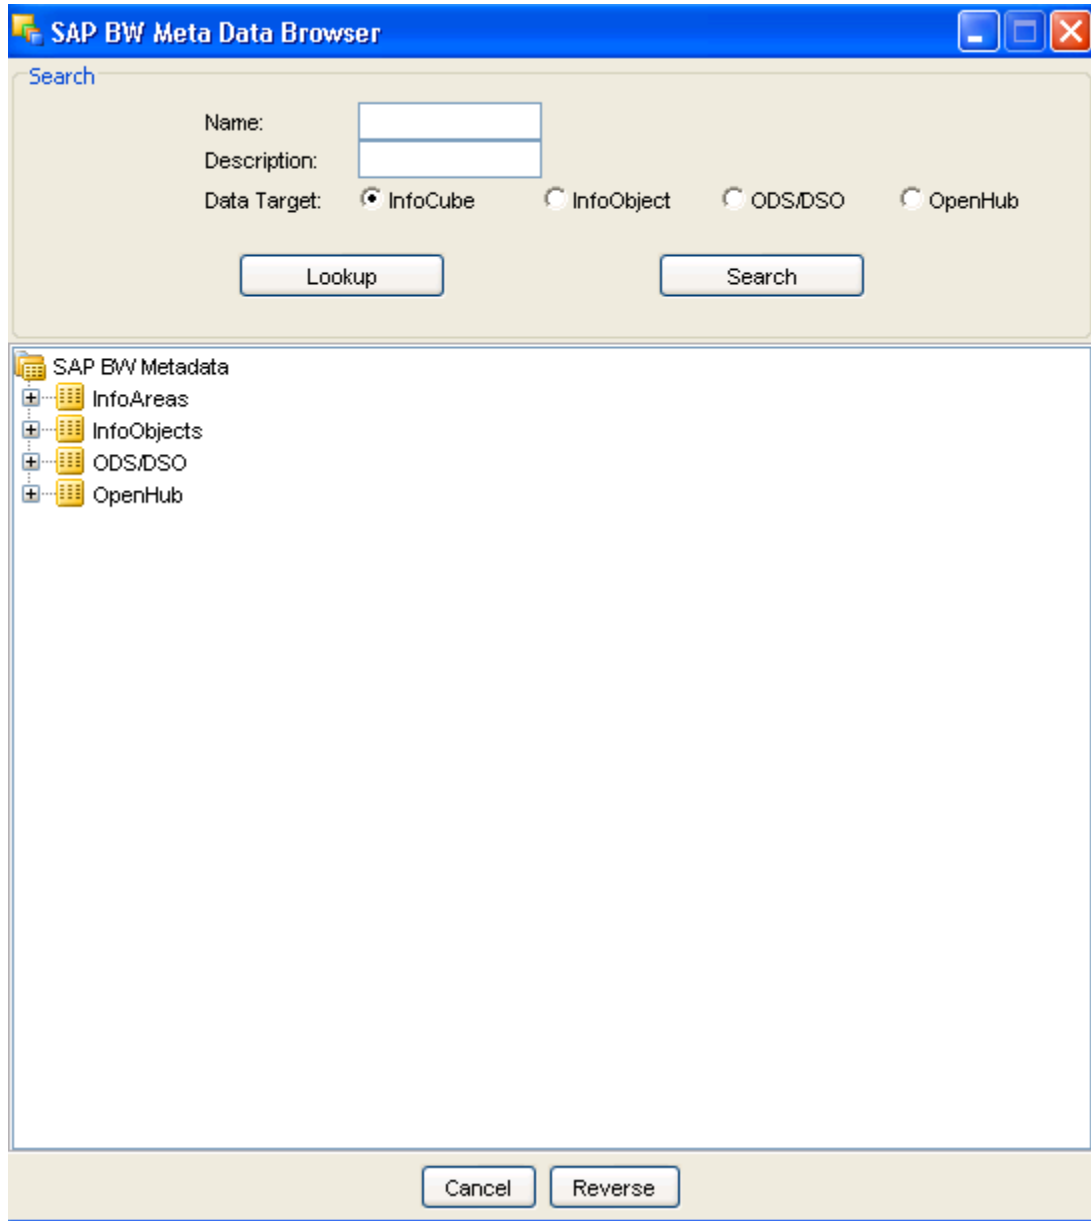 SAP BW Meta Data Browser
Search
Name:
Description:
Data Target: InfoCube InfoObject ODS/DSO OpenHub
Lookup Search
SAP BW Metadata
InfoAreas
InfoObjects
ODS/DSO
OpenHub
Cancel Reverse